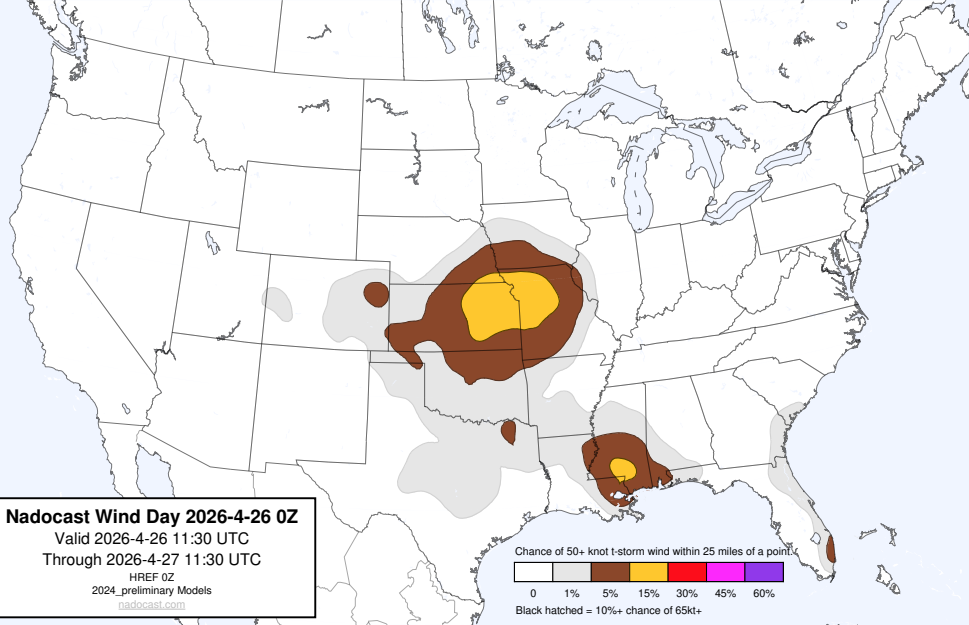 Nadocast Wind Day 2026-4-26 0Z
Valid 2026-4-26 11:30 UTC
Through 2026-4-27 11:30 UTC
HREF 0Z
2024_preliminary Models
nadocast.com
Chance of 50+ knot t-storm wind within 25 miles of a point.
0 1% 5% 15% 30% 45% 60%
Black hatched = 10%+ chance of 65kt+